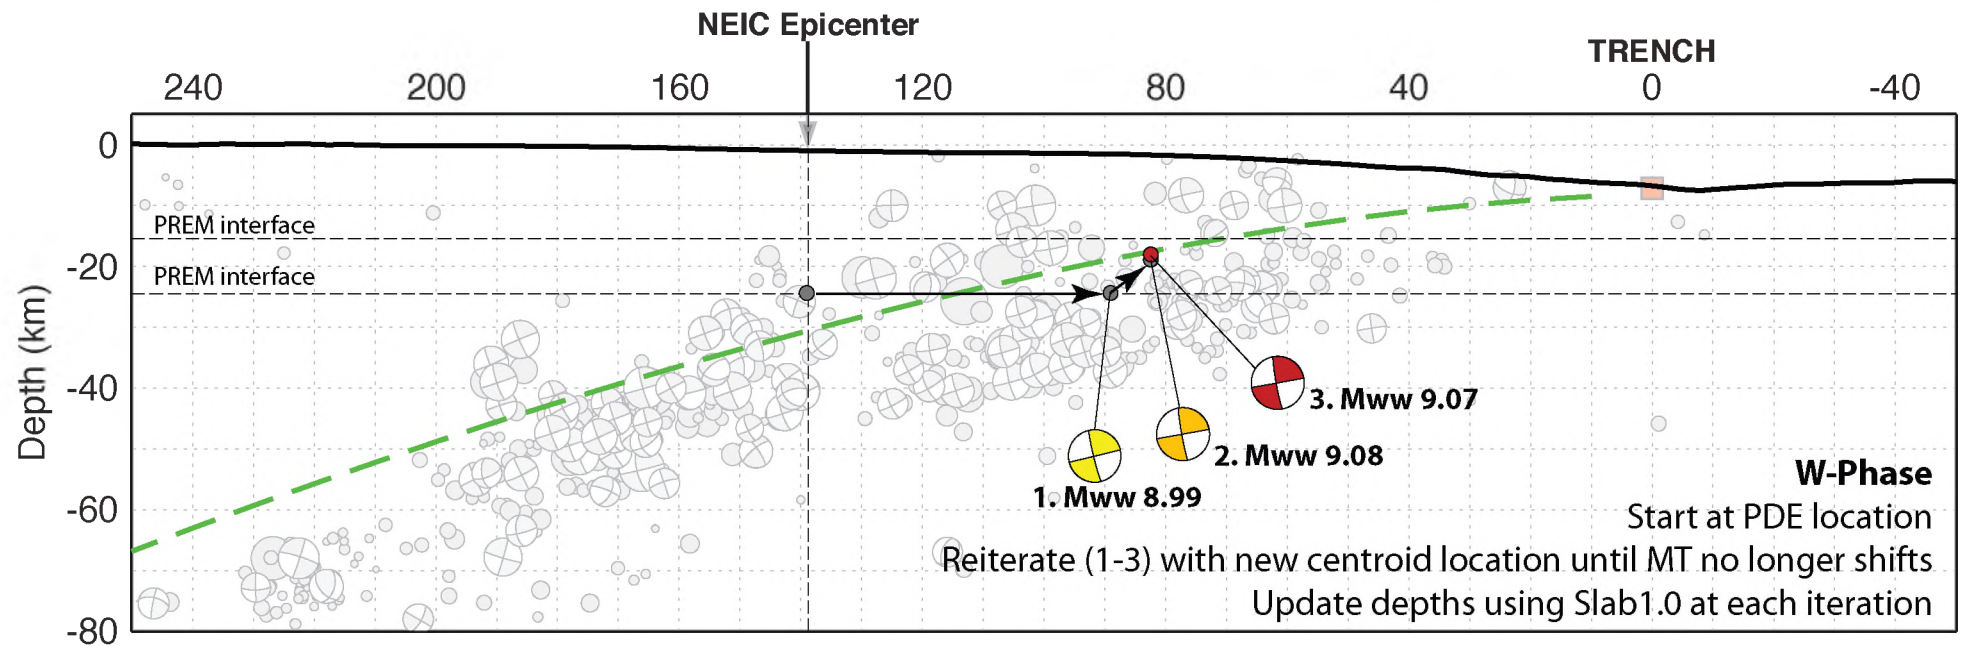 NEIC Epicenter
TRENCH
240 200 160 120 80 40 0 -40
0
PREM interface
-20
PREM interface
Depth (km)
-40
3. Mww 9.07
2. Mww 9.08
1. Mww 8.99
W-Phase
-60
Start at PDE location
Reiterate (1-3) with new centroid location until MT no longer shifts
Update depths using Slab1.0 at each iteration
-80